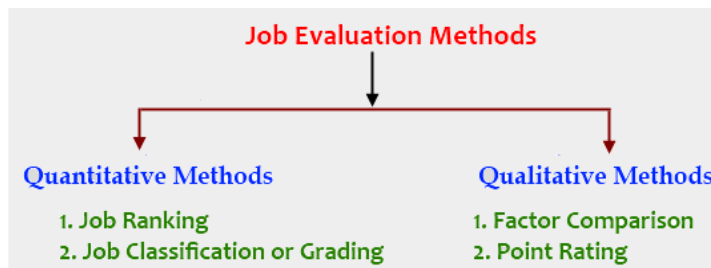 Job Evaluation Methods
Quantitative Methods
1. Job Ranking
2. Job Classification or Grading
Qualitative Methods
1. Factor Comparison
2. Point Rating